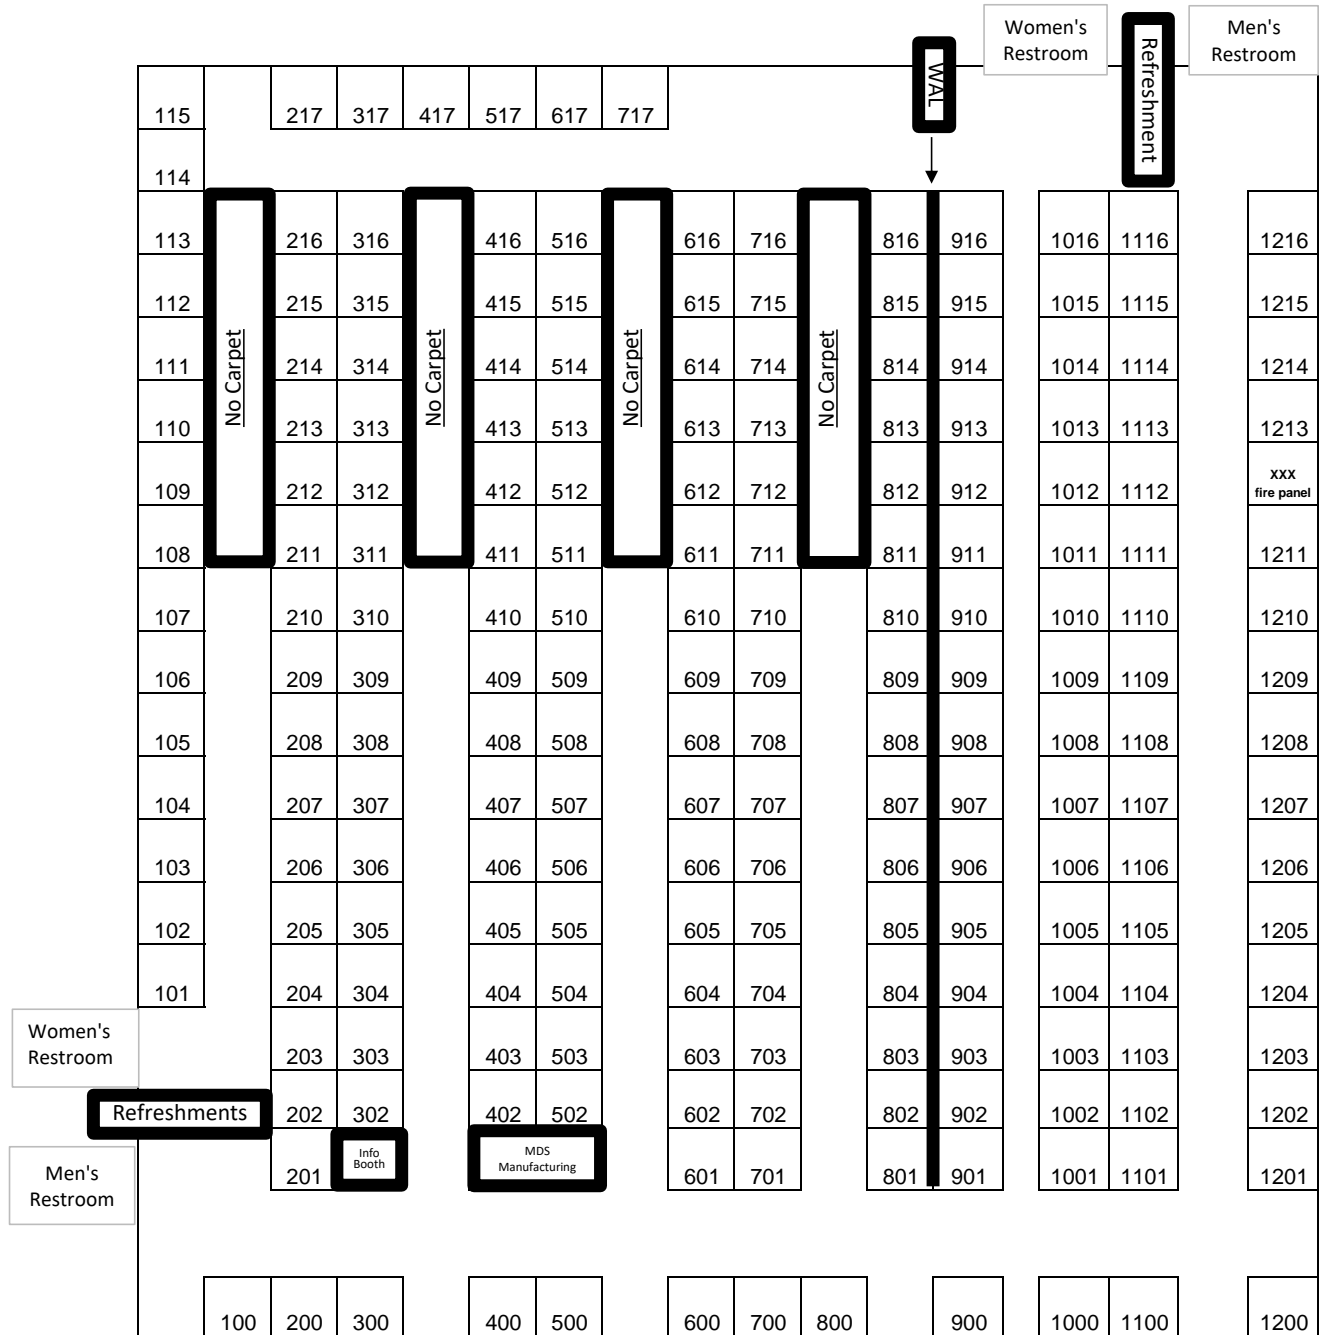 Women's
Restroom
Refreshment
Men's
Restroom
WAL
115 217 317 417 517 617 717
114
113 216 316 416 516 616 716 816 916 1016 1116 1216
112 215 315 415 515 615 715 815 915 1015 1115 1215
No Carpet
No Carpet
No Carpet
No Carpet
111 214 314 414 514 614 714 814 914 1014 1114 1214
110 213 313 413 513 613 713 813 913 1013 1113 1213
109 212 312 412 512 612 712 812 912 1012 1112 xxx
fire panel
108 211 311 411 511 611 711 811 911 1011 1111 1211
107 210 310 410 510 610 710 810 910 1010 1110 1210
106 209 309 409 509 609 709 809 909 1009 1109 1209
105 208 308 408 508 608 708 808 908 1008 1108 1208
104 207 307 407 507 607 707 807 907 1007 1107 1207
103 206 306 406 506 606 706 806 906 1006 1106 1206
102 205 305 405 505 605 705 805 905 1005 1105 1205
101 204 304 404 504 604 704 804 904 1004 1104 1204
Women's
Restroom
203 303 403 503 603 703 803 903 1003 1103 1203
Refreshments 202 302 402 502 602 702 802 902 1002 1102 1202
Info
Booth
MDS
Manufacturing
Men's
Restroom
201 601 701 801 901 1001 1101 1201
100 200 300 400 500 600 700 800 900 1000 1100 1200